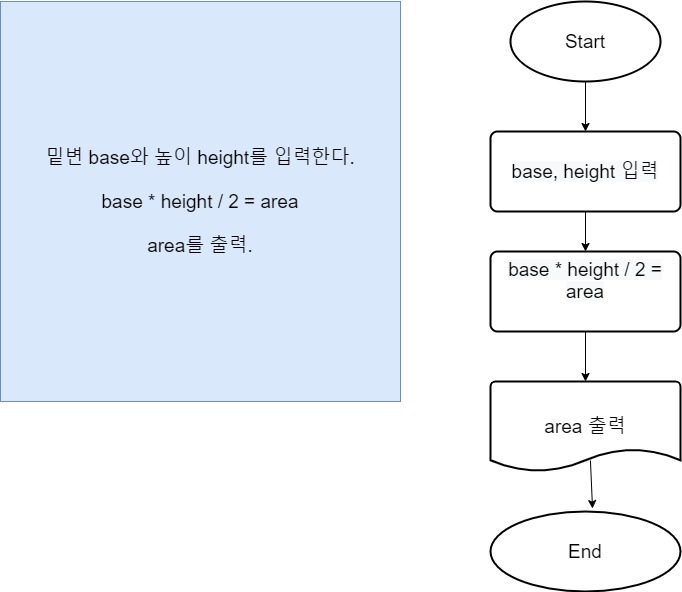 밑변 base와 높이 height를 입력한다.
base * height / 2 = area
area를 출력.
Start
base, height 입력
base * height / 2 =
area
area 출력
End